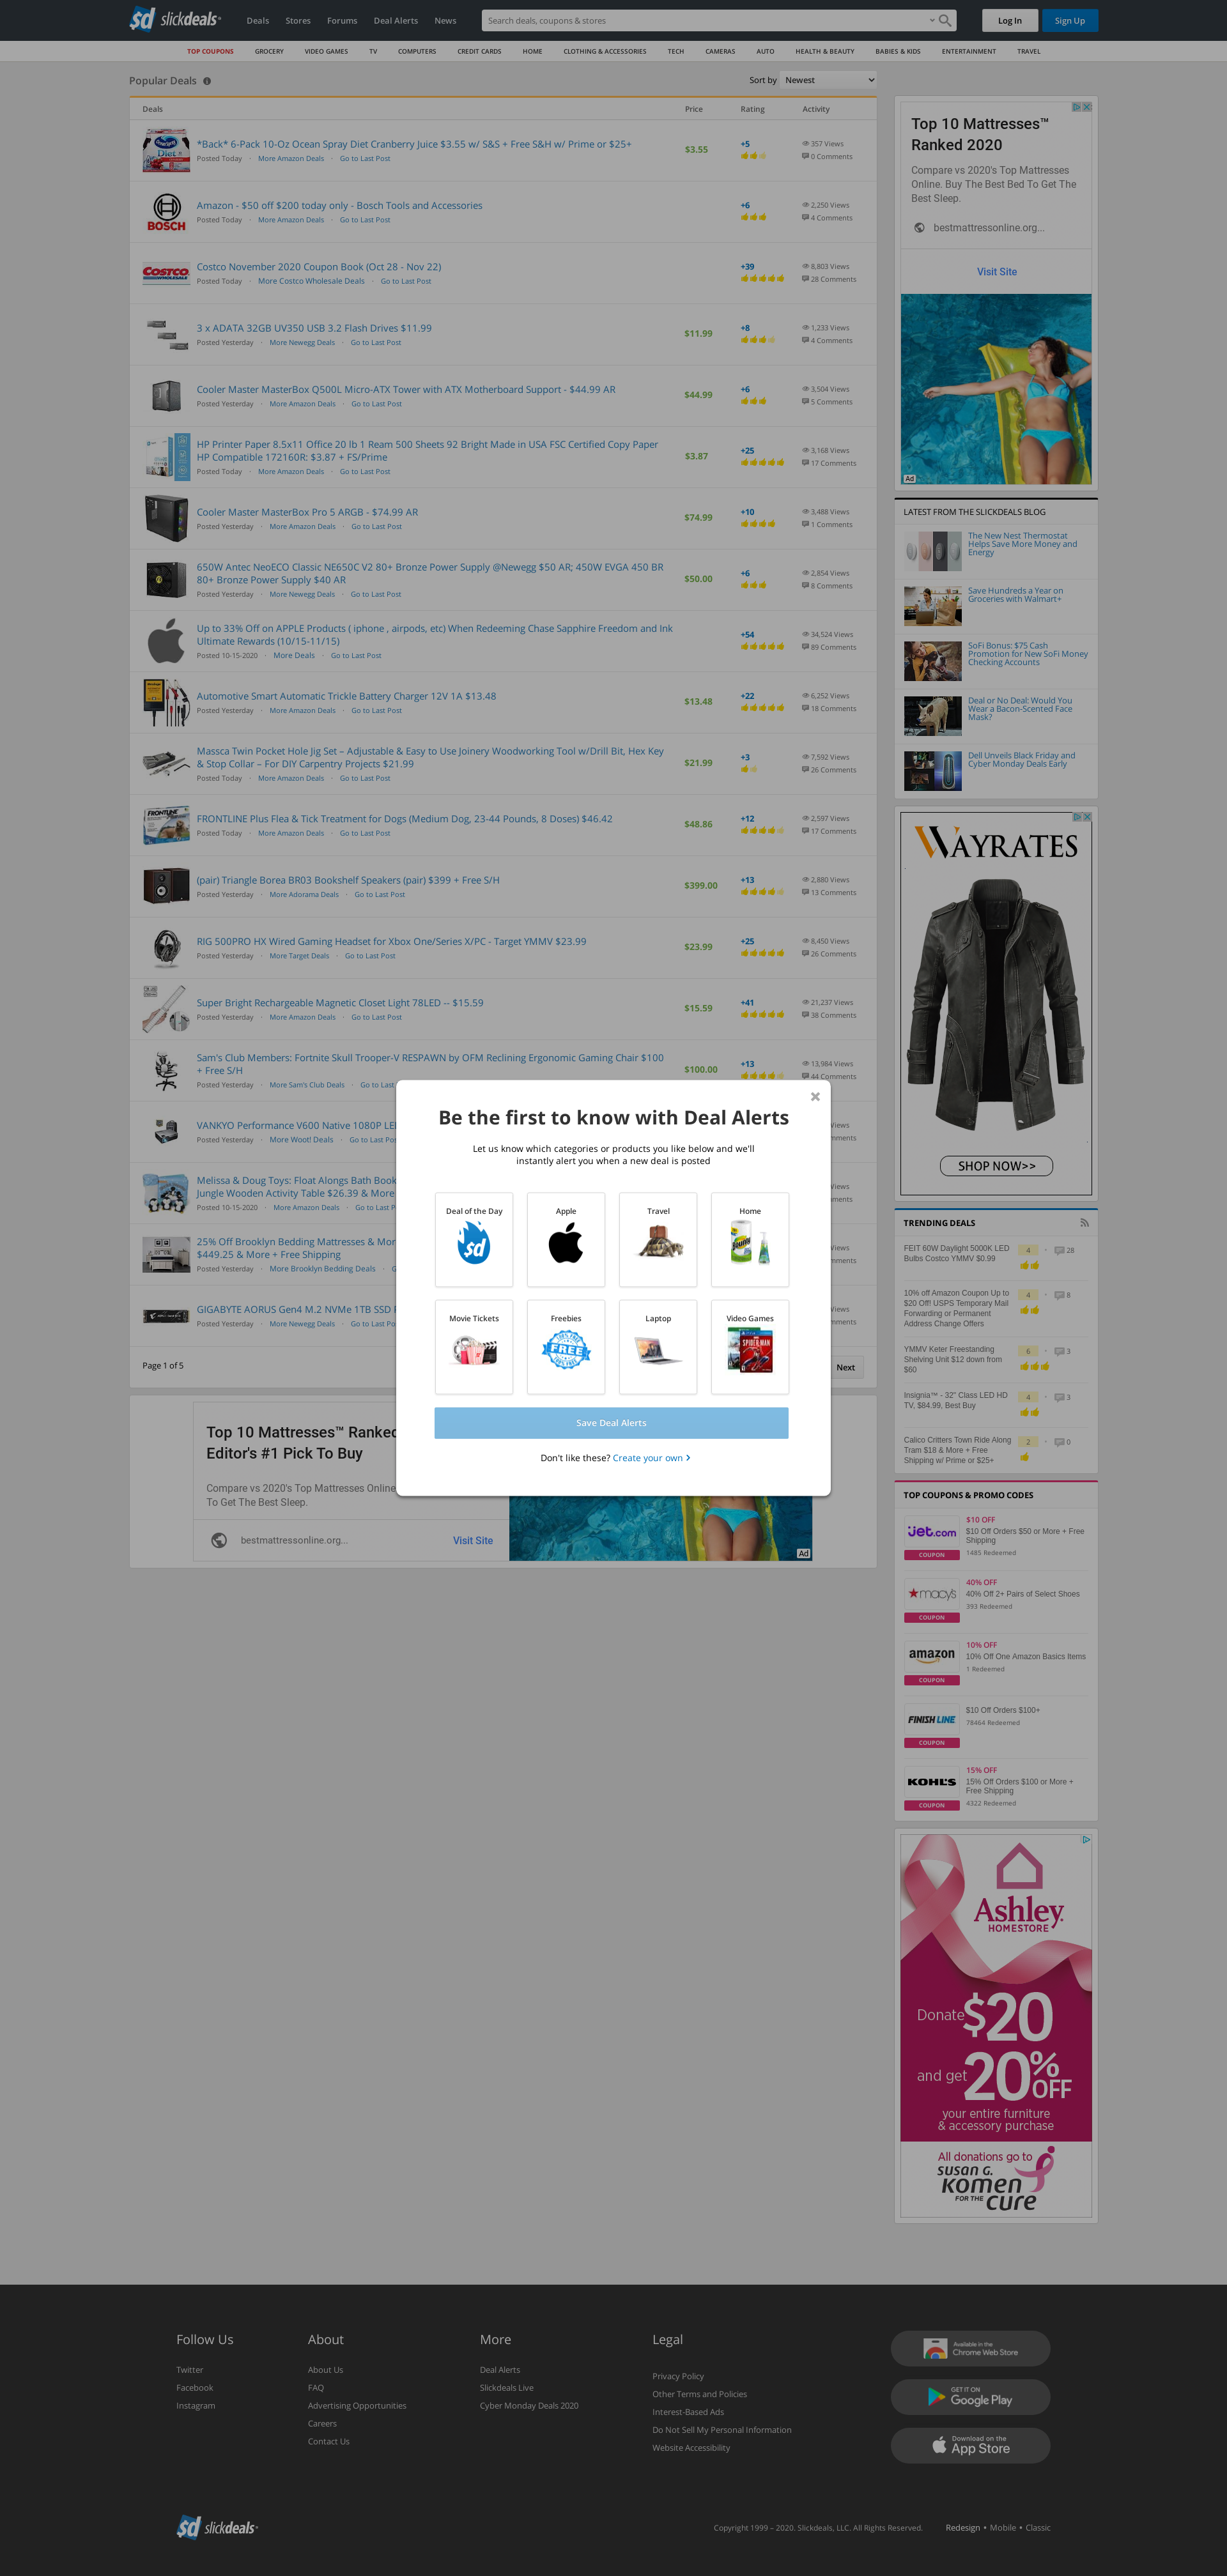 slickdeals
Deals Stores Forums Deal Alerts News
Search deals, coupons & stores
Log In
Sign Up
TOP COUPONS GROCERY VIDEO GAMES TV COMPUTERS CREDIT CARDS HOME CLOTHING & ACCESSORIES TECH CAMERAS AUTO HEALTH & BEAUTY BABIES & KIDS ENTERTAINMENT TRAVEL
Popular Deals
Sort by Newest
Deals Price Rating Activity
*Back* 6-Pack 10-Oz Ocean Spray Diet Cranberry Juice $3.55 w/ S&S + Free S&H w/ Prime or $25+
Posted Today · More Amazon Deals · Go to Last Post
$3.55
+5
357 Views
0 Comments
BOSCH
Amazon - $50 off $200 today only - Bosch Tools and Accessories
Posted Today · More Amazon Deals · Go to Last Post
+6
2,250 Views
4 Comments
COSTCO
WHOLESALE
Costco November 2020 Coupon Book (Oct 28 - Nov 22)
Posted Today · More Costco Wholesale Deals · Go to Last Post
+39
8,803 Views
28 Comments
3 x ADATA 32GB UV350 USB 3.2 Flash Drives $11.99
Posted Yesterday · More Newegg Deals · Go to Last Post
$11.99
+8
1,233 Views
4 Comments
Cooler Master MasterBox Q500L Micro-ATX Tower with ATX Motherboard Support - $44.99 AR
Posted Yesterday · More Amazon Deals · Go to Last Post
$44.99
+6
3,504 Views
5 Comments
HP Printer Paper 8.5x11 Office 20 lb 1 Ream 500 Sheets 92 Bright Made in USA FSC Certified Copy Paper
HP Compatible 172160R: $3.87 + FS/Prime
Posted Today · More Amazon Deals · Go to Last Post
$3.87
+25
3,168 Views
17 Comments
Cooler Master MasterBox Pro 5 ARGB - $74.99 AR
Posted Yesterday · More Amazon Deals · Go to Last Post
$74.99
+10
3,488 Views
1 Comments
650W Antec NeoECO Classic NE650C V2 80+ Bronze Power Supply @Newegg $50 AR; 450W EVGA 450 BR
80+ Bronze Power Supply $40 AR
Posted Yesterday · More Newegg Deals · Go to Last Post
$50.00
+6
2,854 Views
8 Comments
Up to 33% Off on APPLE Products ( iphone , airpods, etc) When Redeeming Chase Sapphire Freedom and Ink
Ultimate Rewards (10/15-11/15)
Posted 10-15-2020 · More Deals · Go to Last Post
+54
34,524 Views
89 Comments
Automotive Smart Automatic Trickle Battery Charger 12V 1A $13.48
Posted Yesterday · More Amazon Deals · Go to Last Post
$13.48
+22
6,252 Views
18 Comments
Massca Twin Pocket Hole Jig Set – Adjustable & Easy to Use Joinery Woodworking Tool w/Drill Bit, Hex Key
& Stop Collar – For DIY Carpentry Projects $21.99
Posted Today · More Amazon Deals · Go to Last Post
$21.99
+3
7,592 Views
26 Comments
FRONTLINE
FRONTLINE Plus Flea & Tick Treatment for Dogs (Medium Dog, 23-44 Pounds, 8 Doses) $46.42
Posted Today · More Amazon Deals · Go to Last Post
$48.86
+12
2,597 Views
17 Comments
(pair) Triangle Borea BR03 Bookshelf Speakers (pair) $399 + Free S/H
Posted Yesterday · More Adorama Deals · Go to Last Post
$399.00
+13
2,880 Views
13 Comments
RIG 500PRO HX Wired Gaming Headset for Xbox One/Series X/PC - Target YMMV $23.99
Posted Yesterday · More Target Deals · Go to Last Post
$23.99
+25
8,450 Views
26 Comments
Super Bright Rechargeable Magnetic Closet Light 78LED -- $15.59
Posted Yesterday · More Amazon Deals · Go to Last Post
$15.59
+41
21,237 Views
38 Comments
Sam's Club Members: Fortnite Skull Trooper-V RESPAWN by OFM Reclining Ergonomic Gaming Chair $100
+ Free S/H
Posted Yesterday · More Sam's Club Deals · Go to Last
$100.00
+13
13,984 Views
44 Comments
VANKYO Performance V600 Native 1080P LE
Posted Yesterday · More Woot! Deals · Go to Last Pos
Views
mments
Melissa & Doug Toys: Float Alongs Bath Book
Jungle Wooden Activity Table $26.39 & More
Posted 10-15-2020 · More Amazon Deals · Go to Last P
Views
mments
25% Off Brooklyn Bedding Mattresses & Mor
$449.25 & More + Free Shipping
Posted Yesterday · More Brooklyn Bedding Deals · G
Views
mments
GIGABYTE AORUS Gen4 M.2 NVMe 1TB SSD
Posted Yesterday · More Newegg Deals · Go to Last Pos
Views
mments
Page 1 of 5
Next
Be the first to know with Deal Alerts
Let us know which categories or products you like below and we'll
instantly alert you when a new deal is posted
Deal of the Day Apple Travel Home
sd
Bounty
Movie Tickets Freebies Laptop Video Games
FREE
SPIDER-MAN
Save Deal Alerts
Don't like these? Create your own
Top 10 Mattresses™ Ranked
Editor's #1 Pick To Buy
Compare vs 2020's Top Mattresses Online
To Get The Best Sleep.
bestmattressonline.org...
Visit Site
Ad
Top 10 Mattresses™
Ranked 2020
Compare vs 2020's Top Mattresses
Online. Buy The Best Bed To Get The
Best Sleep.
bestmattressonline.org...
Visit Site
Ad
LATEST FROM THE SLICKDEALS BLOG
The New Nest Thermostat
Helps Save More Money and
Energy
Save Hundreds a Year on
Groceries with Walmart+
SoFi Bonus: $75 Cash
Promotion for New SoFi Money
Checking Accounts
Deal or No Deal: Would You
Wear a Bacon-Scented Face
Mask?
Dell Unveils Black Friday and
Cyber Monday Deals Early
WAYRATES
SHOP NOW>>
TRENDING DEALS
FEIT 60W Daylight 5000K LED
Bulbs Costco YMMV $0.99
4 · 28
10% off Amazon Coupon Up to
$20 Off! USPS Temporary Mail
Forwarding or Permanent
Address Change Offers
4 · 8
YMMV Keter Freestanding
Shelving Unit $12 down from
$60
6 · 3
Insignia™ - 32" Class LED HD
TV, $84.99, Best Buy
4 · 3
Calico Critters Town Ride Along
Tram $18 & More + Free
Shipping w/ Prime or $25+
2 · 0
TOP COUPONS & PROMO CODES
jet.com
COUPON
$10 OFF
$10 Off Orders $50 or More + Free
Shipping
1485 Redeemed
macy's
COUPON
40% OFF
40% Off 2+ Pairs of Select Shoes
393 Redeemed
amazon
COUPON
10% OFF
10% Off One Amazon Basics Items
1 Redeemed
FINISH LINE
COUPON
$10 Off Orders $100+
78464 Redeemed
KOHL'S
COUPON
15% OFF
15% Off Orders $100 or More +
Free Shipping
4322 Redeemed
Ashley
HOMESTORE
Donate $20
and get 20% OFF
your entire furniture
& accessory purchase
All donations go to
SUSAN G.
Komen
FOR THE
cure
Follow Us
Twitter
Facebook
Instagram
About
About Us
FAQ
Advertising Opportunities
Careers
Contact Us
More
Deal Alerts
Slickdeals Live
Cyber Monday Deals 2020
Legal
Privacy Policy
Other Terms and Policies
Interest-Based Ads
Do Not Sell My Personal Information
Website Accessibility
Available in the
Chrome Web Store
GET IT ON
Google Play
Download on the
App Store
slickdeals
Copyright 1999 – 2020. Slickdeals, LLC. All Rights Reserved.
Redesign • Mobile • Classic